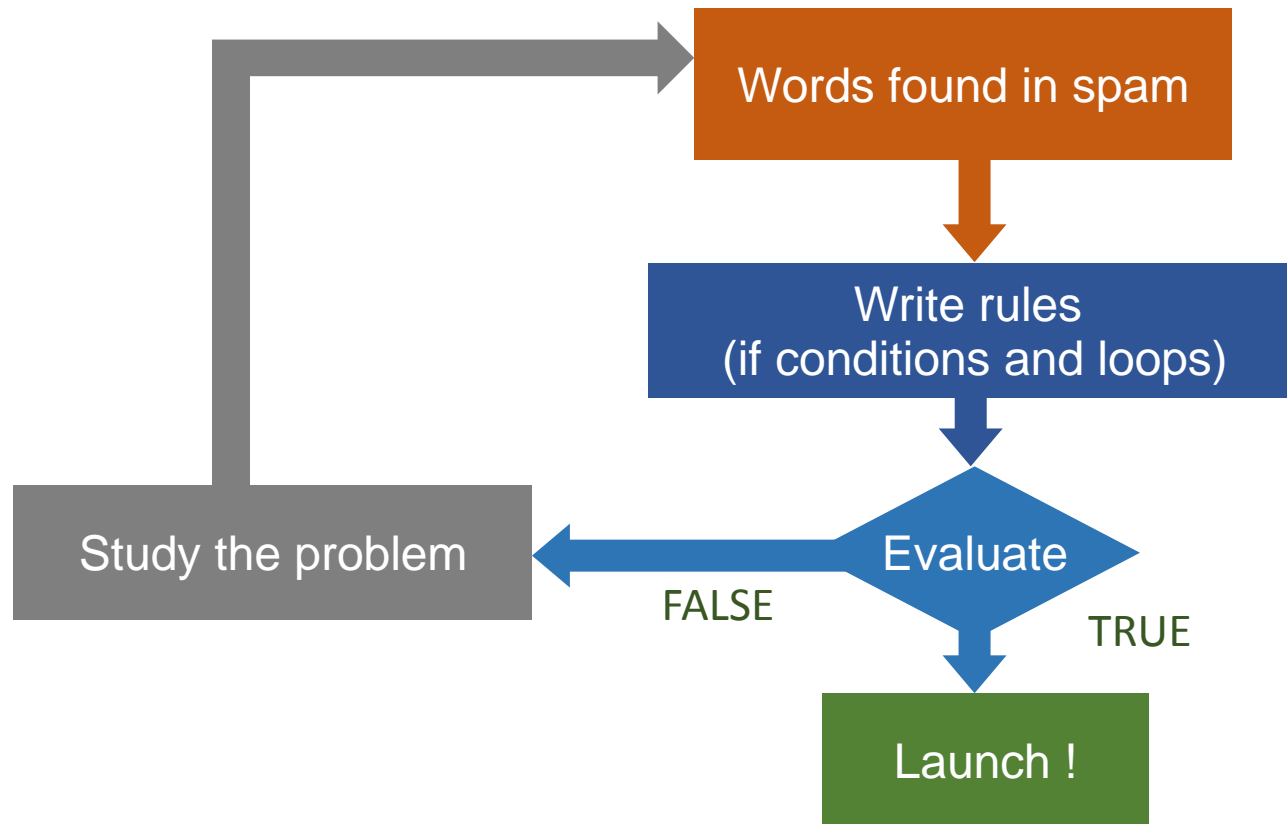 Words found in spam
Write rules
(if conditions and loops)
Study the problem
Evaluate
FALSE
TRUE
Launch !